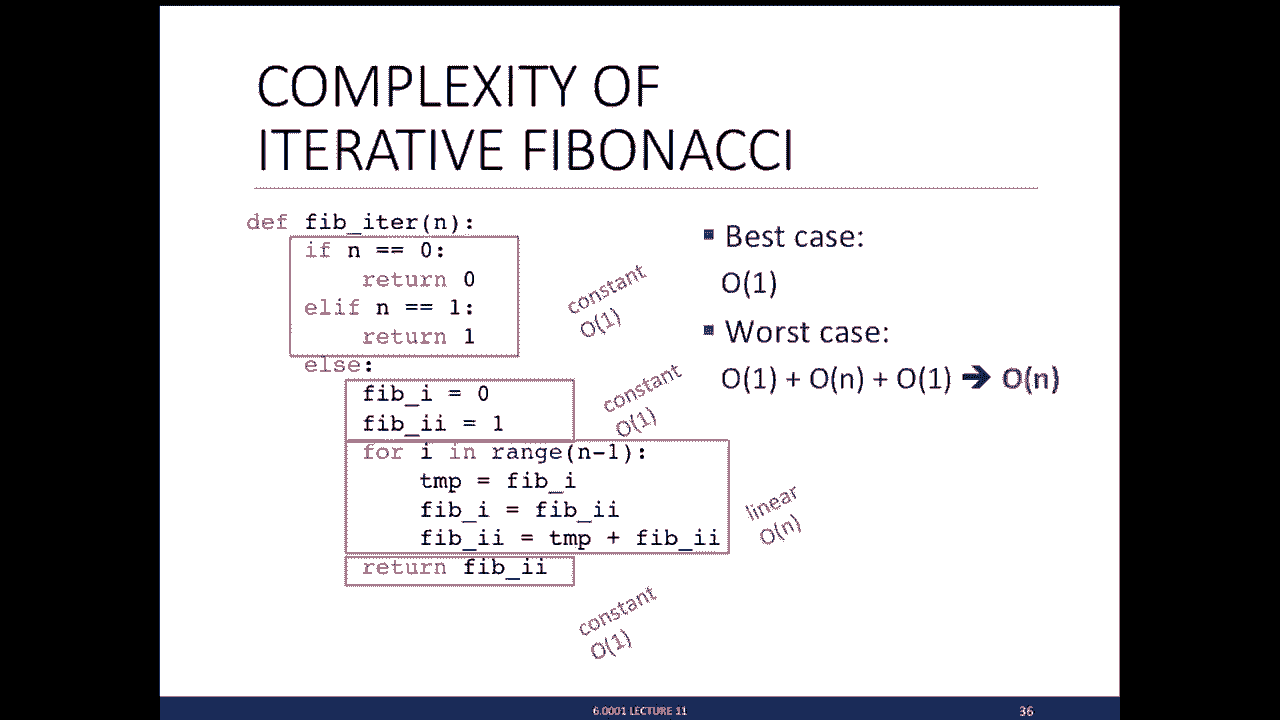 COMPLEXITY OF
ITERATIVE FIBONACCI
def fib_iter(n):
if n == 0:
return 0
elif n == 1:
return 1
else:
fib_i = 0
fib_ii = 1
for i in range(n-1):
tmp = fib_i
fib_i = fib_ii
fib_ii = tmp + fib_ii
return fib_ii
constant
O(1)
constant
O(1)
linear
O(n)
constant
O(1)
▪ Best case:
O(1)
▪ Worst case:
O(1) + O(n) + O(1) ➔ O(n)
6.0001 LECTURE 11
36